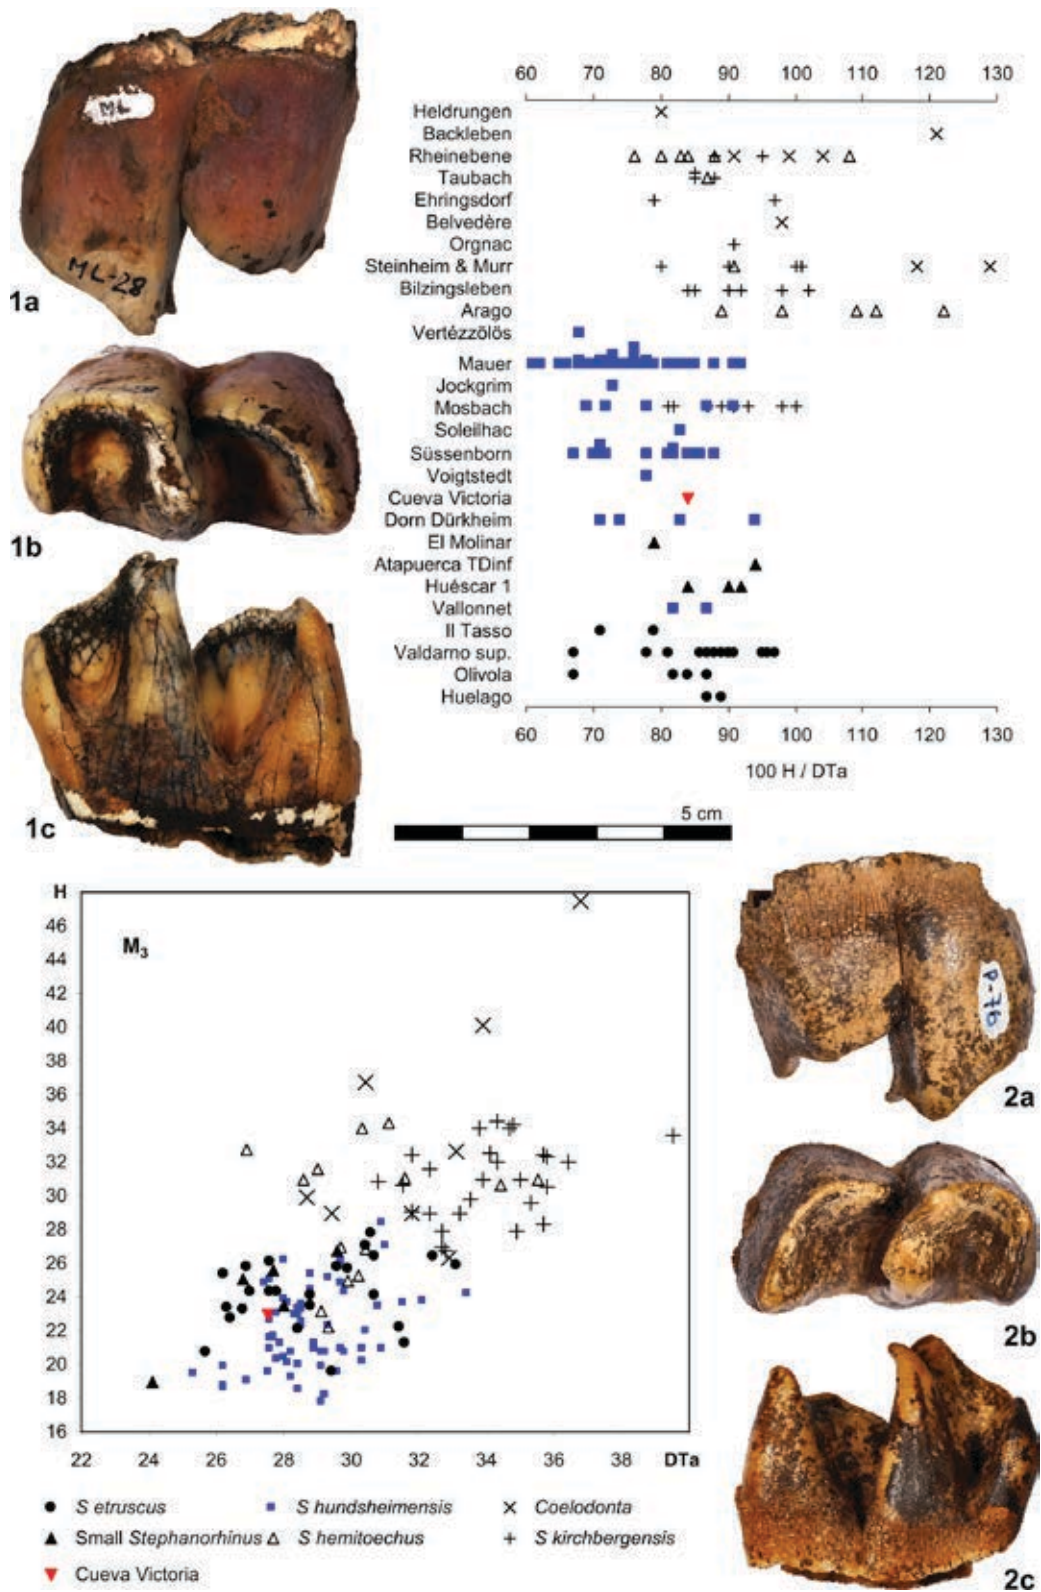 1a
ML
ML-28
1b
1c
60 70 80 90 100 110 120 130
Heldrungen
Backleben
Rheinebene
Taubach
Ehringsdorf
Belvedère
Orgnac
Steinheim & Murr
Bilzingsleben
Arago
Vertézzölös
Mauer
Jockgrim
Mosbach
Soleilhac
Süssenborn
Voigtstedt
Cueva Victoria
Dorn Dürkheim
El Molinar
Atapuerca TDinf
Huéscar 1
Vallonnet
Il Tasso
Valdarno sup.
Olivola
Huelago
60 70 80 90 100 110 120 130
100 H / DTa
5 cm
H
M3
46
44
42
40
38
36
34
32
30
28
26
24
22
20
18
16
22 24 26 28 30 32 34 36 38 DTa
S etruscus
S hundsheimensis
Coelodonta
Small Stephanorhinus
S hemitoechus
S kirchbergensis
Cueva Victoria
P-76
2a
2b
2c